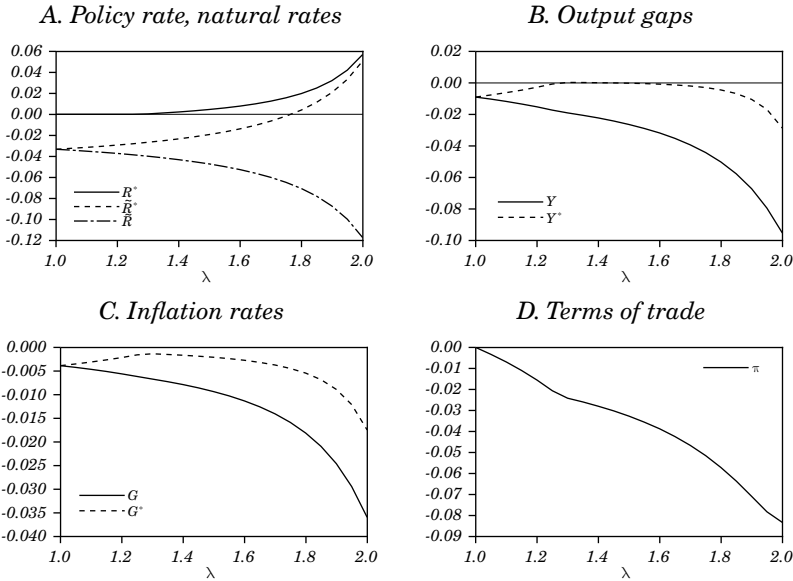 A. Policy rate, natural rates
0.06
0.04
0.02
0.00
-0.02
-0.04
-0.06
-0.08
-0.10
-0.12
R*
R̃*
R̃
1.0 1.2 1.4 1.6 1.8 2.0
λ
B. Output gaps
0.02
0.00
-0.02
-0.04
-0.06
-0.08
-0.10
Y
Y*
1.0 1.2 1.4 1.6 1.8 2.0
λ
C. Inflation rates
0.000
-0.005
-0.010
-0.015
-0.020
-0.025
-0.030
-0.035
-0.040
G
G*
1.0 1.2 1.4 1.6 1.8 2.0
λ
D. Terms of trade
0.00
-0.01
-0.02
-0.03
-0.04
-0.05
-0.06
-0.07
-0.08
-0.09
π
1.0 1.2 1.4 1.6 1.8 2.0
λ